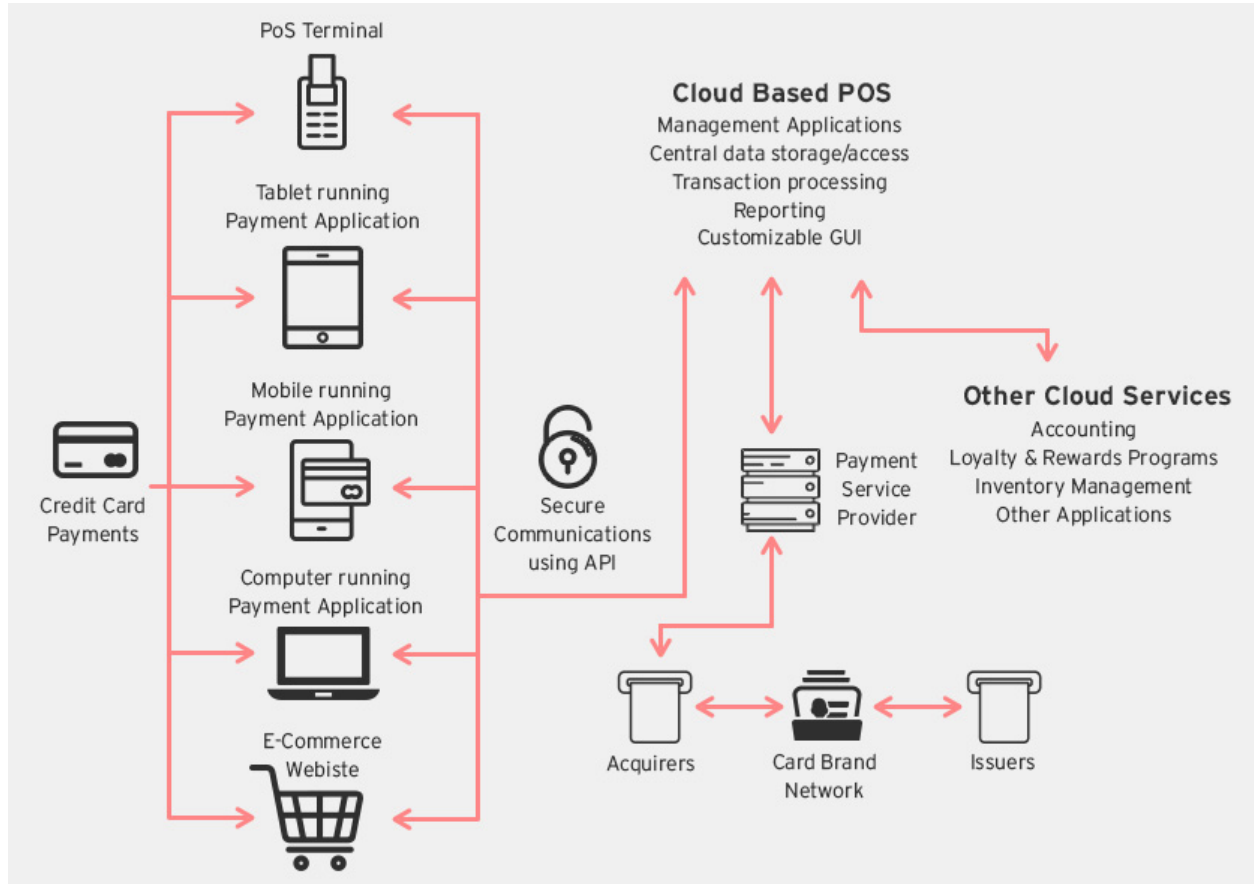 PoS Terminal
Tablet running
Payment Application
Mobile running
Payment Application
Credit Card
Payments
Computer running
Payment Application
E-Commerce
Webiste
Secure
Communications
using API
Cloud Based POS
Management Applications
Central data storage/access
Transaction processing
Reporting
Customizable GUI
Payment
Service
Provider
Other Cloud Services
Accounting
Loyalty & Rewards Programs
Inventory Management
Other Applications
Acquirers
Card Brand
Network
Issuers